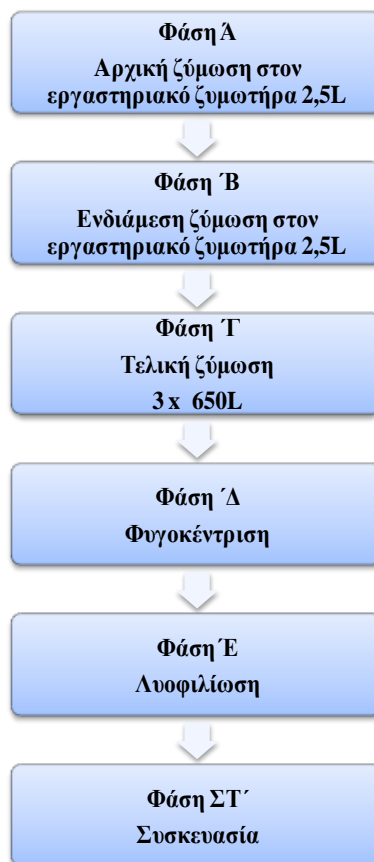 Φάση Ά
Αρχική ζύμωση στον
εργαστηριακό ζυμωτήρα 2,5L
Φάση ΄Β
Ενδιάμεση ζύμωση στον
εργαστηριακό ζυμωτήρα 2,5L
Φάση ΄Γ
Τελική ζύμωση
3 x 650L
Φάση ΄Δ
Φυγοκέντριση
Φάση Έ
Λυοφιλίωση
Φάση ΣΤ΄
Συσκευασία